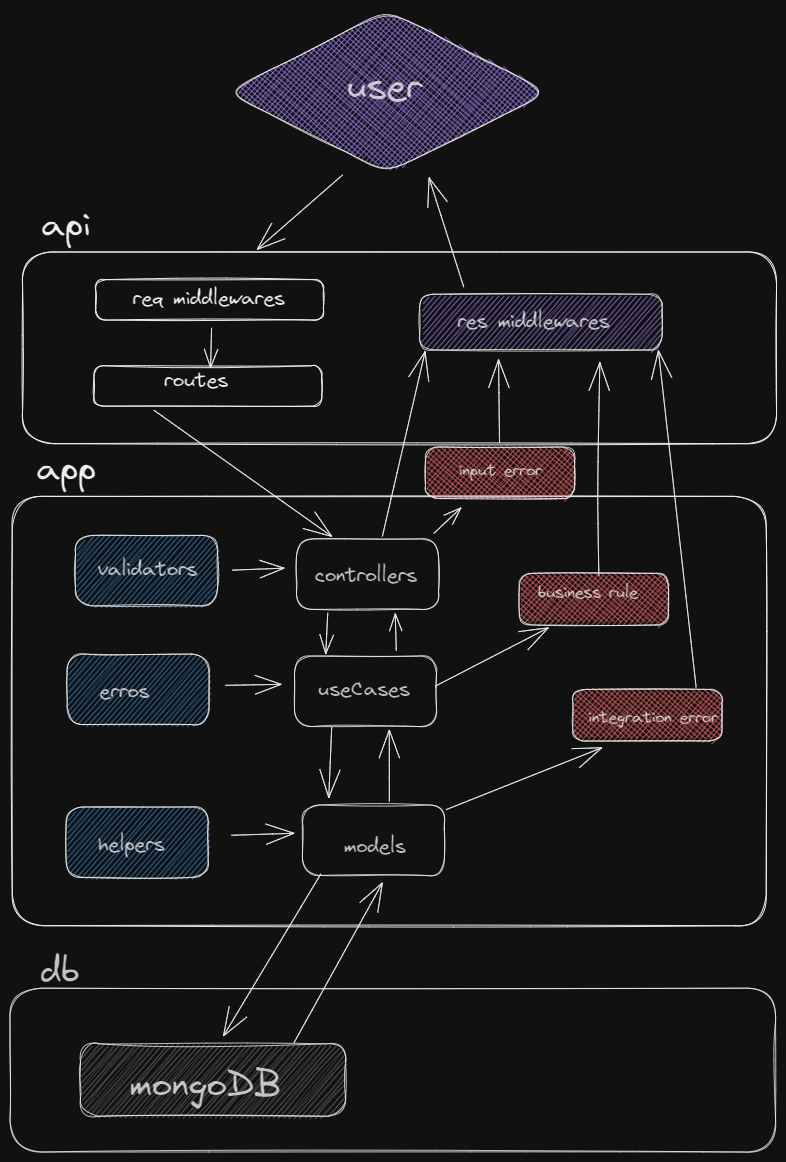 user
api
req middlewares
res middlewares
routes
input error
app
validators
controllers
business rule
erros
useCases
integration error
helpers
models
db
mongoDB